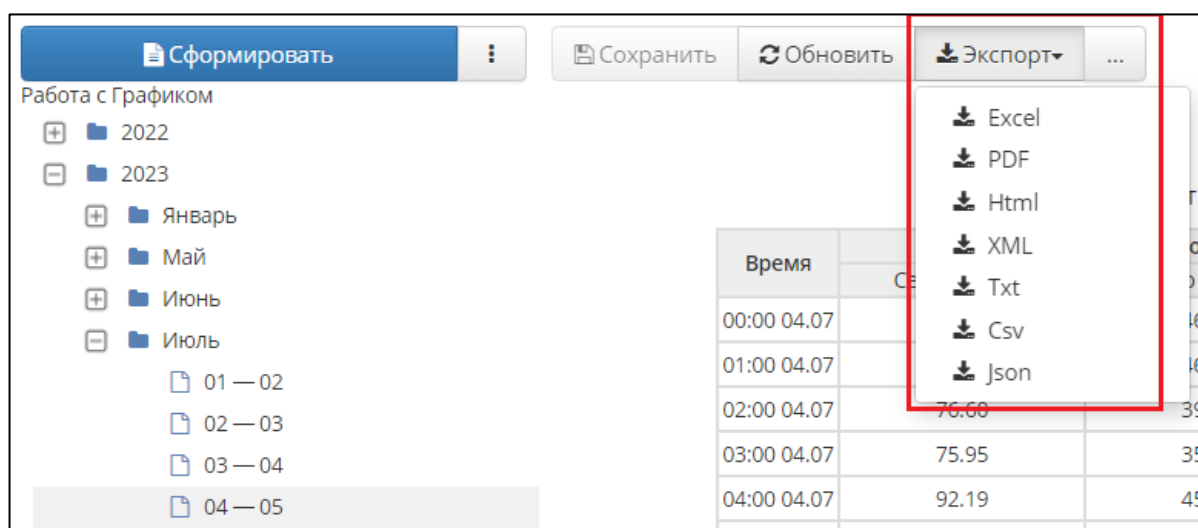 Сформировать
Сохранить Обновить Экспорт ...
Работа с Графиком
2022
2023
Январь
Май
Июнь
Июль
01 — 02
02 — 03
03 — 04
04 — 05
Excel
PDF
Html
XML
Txt
Csv
Json
Время
00:00 04.07
01:00 04.07
02:00 04.07 76.60
03:00 04.07 75.95
04:00 04.07 92.19